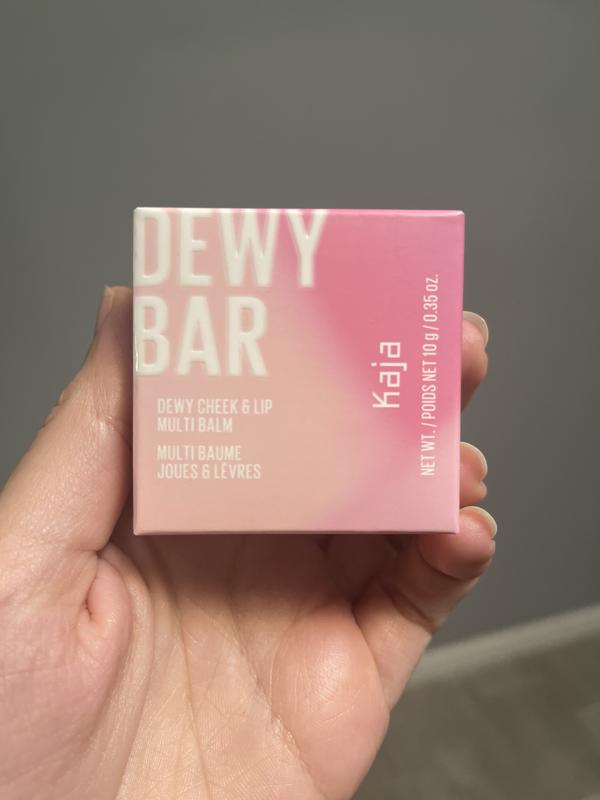 DEWY
BAR
DEWY CHEEK & LIP
MULTI BALM
MULTI BAUME
JOUES & LÈVRES
Kaja
NET WT. / POIDS NET 10 g / 0.35 oz.